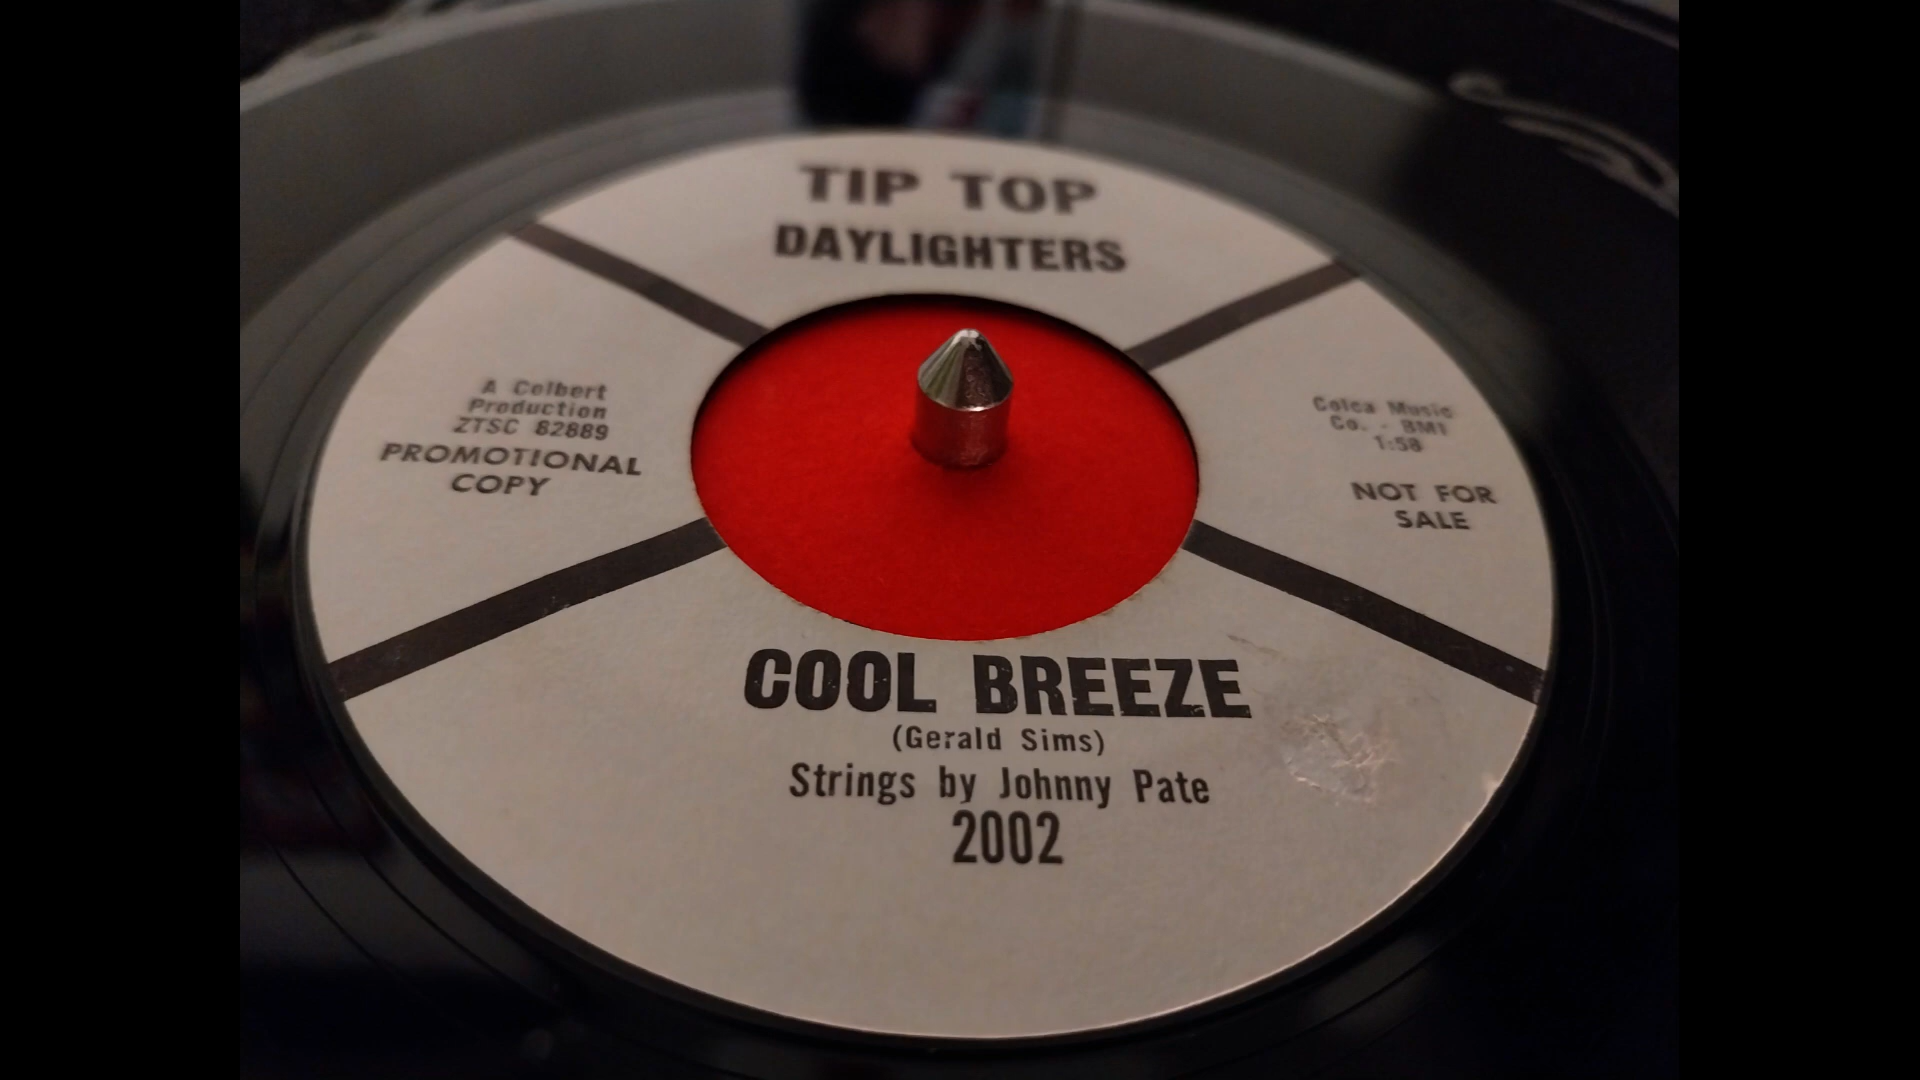 TIP TOP
DAYLIGHTERS
A Colbert
Production
ZTSC 82889
PROMOTIONAL
COPY
Colca Music
Co. - BMI
1:58
NOT FOR
SALE
COOL BREEZE
(Gerald Sims)
Strings by Johnny Pate
2002